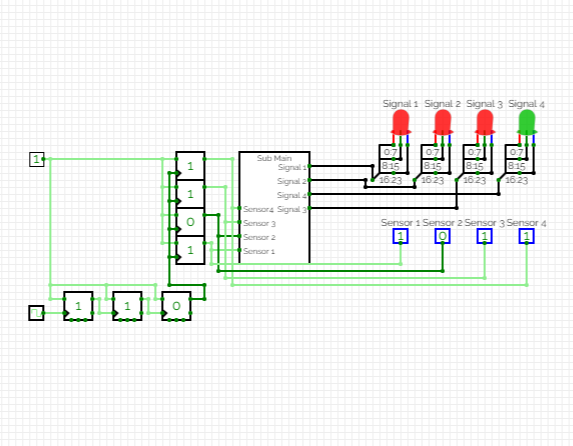 Signal 1 Signal 2 Signal 3 Signal 4
0:7 0:7 0:7 0:7
8:15 8:15 8:15 8:15
16:23 16:23 16:23 16:23
1
1
1
0
1
Sub Main
Signal 1
Signal 2
Signal 4
Signal 3
Sensor4
Sensor 3
Sensor 2
Sensor 1
Sensor 1 Sensor 2 Sensor 3 Sensor 4
1 0 1 1
1 1 0